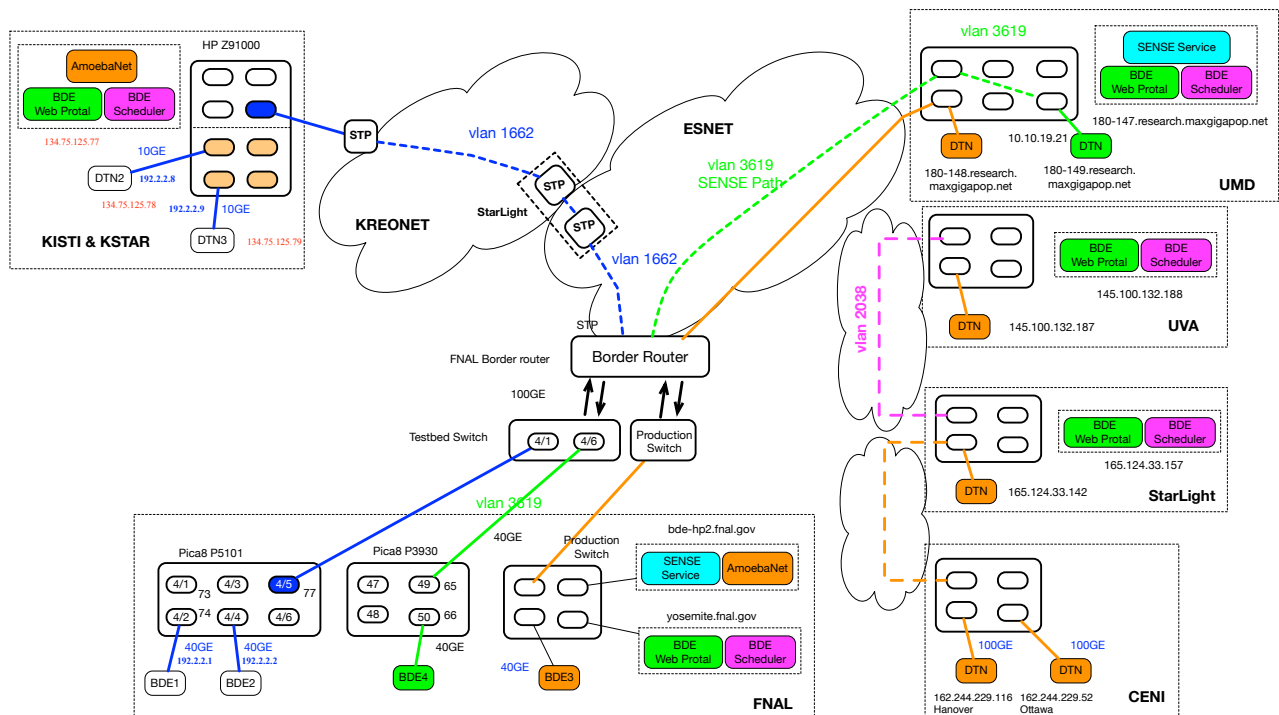 HP Z91000
AmoebaNet
BDE
Web Protal
BDE
Scheduler
134.75.125.77
10GE
DTN2
192.2.2.8
134.75.125.78
192.2.2.9
10GE
DTN3
134.75.125.79
KISTI & KSTAR
STP
vlan 1662
KREONET
STP
StarLight
STP
vlan 1662
ESNET
vlan 3619
SENSE Path
vlan 3619
SENSE Service
BDE
Web Protal
BDE
Scheduler
180-147.research.maxgigapop.net
10.10.19.21
DTN
DTN
180-148.research.
maxgigapop.net
180-149.research.
maxgigapop.net
UMD
vlan 2038
BDE
Web Protal
BDE
Scheduler
145.100.132.188
DTN
145.100.132.187
UVA
STP
Border Router
FNAL Border router
100GE
Testbed Switch
4/1
4/6
Production
Switch
BDE
Web Protal
BDE
Scheduler
165.124.33.157
DTN
165.124.33.142
StarLight
vlan 3619
40GE
Pica8 P5101
4/1
4/3
4/5
73
77
4/2
74
4/4
4/6
40GE
192.2.2.1
40GE
192.2.2.2
BDE1
BDE2
Pica8 P3930
47
49
65
48
50
66
40GE
BDE4
Production
Switch
40GE
BDE3
bde-hp2.fnal.gov
SENSE
Service
AmoebaNet
yosemite.fnal.gov
BDE
Web Protal
BDE
Scheduler
FNAL
100GE
100GE
DTN
DTN
162.244.229.116
Hanover
162.244.229.52
Ottawa
CENI